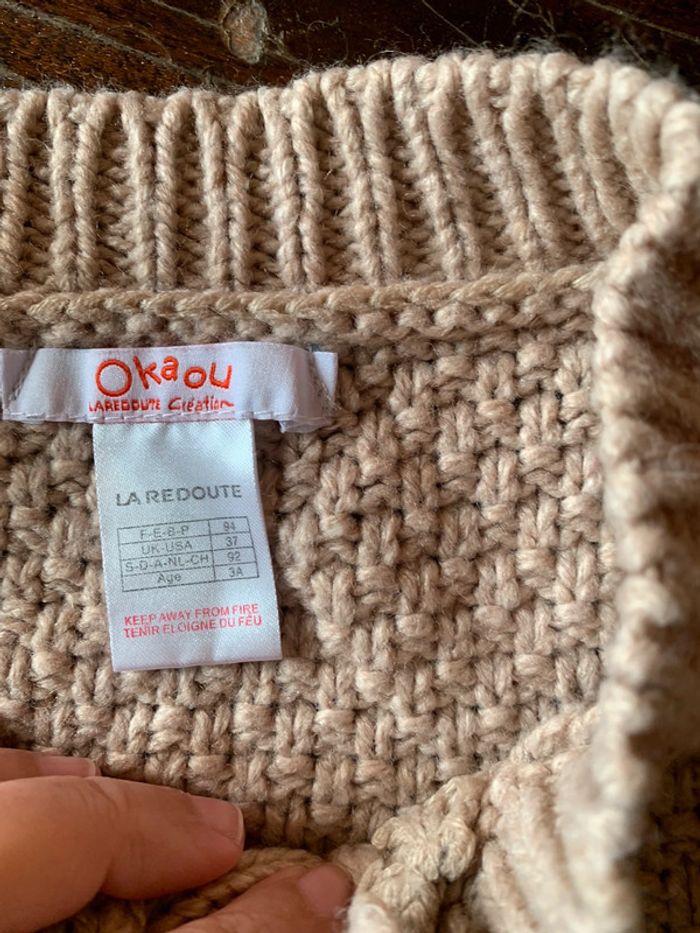 Okaou
LAREDOUTE Création
LA REDOUTE
F-E-B-P 94
UK-USA 37
S-D-A-NL-CH 92
Age 3A
KEEP AWAY FROM FIRE
TENIR ELOIGNE DU FEU